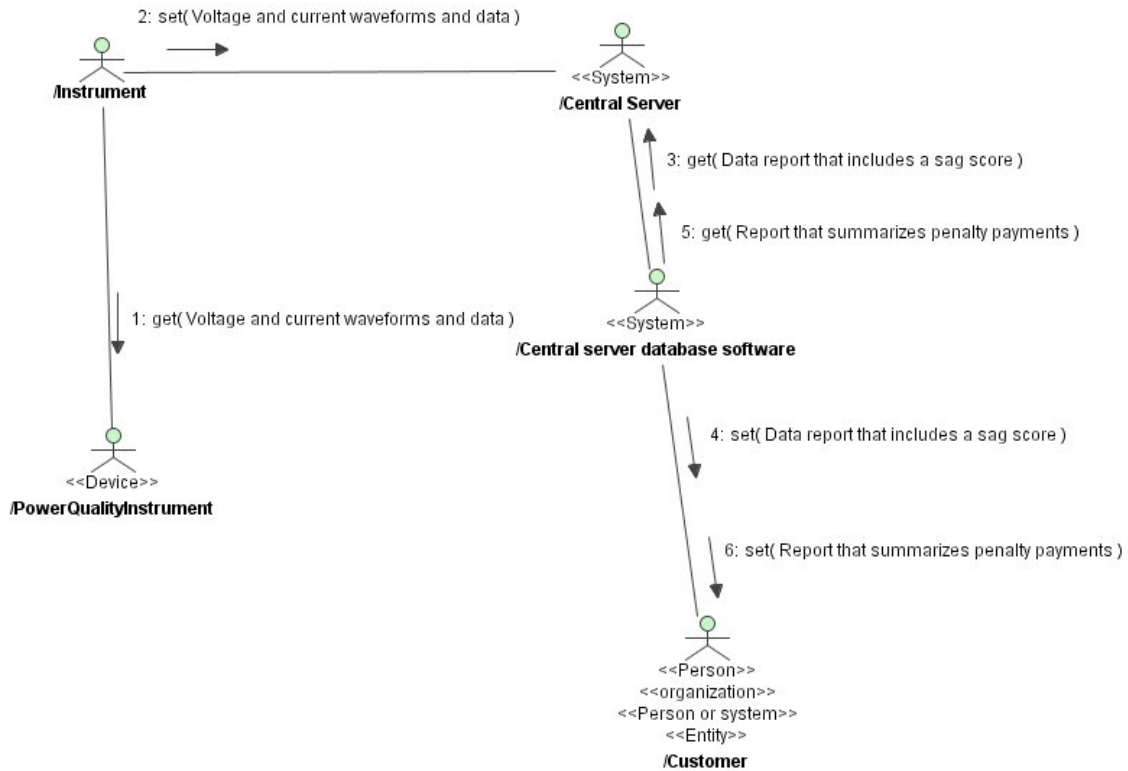 2: set( Voltage and current waveforms and data )
/Instrument
<<System>>
/Central Server
3: get( Data report that includes a sag score )
5: get( Report that summarizes penalty payments )
<<System>>
/Central server database software
1: get( Voltage and current waveforms and data )
<<Device>>
/PowerQualityInstrument
4: set( Data report that includes a sag score )
6: set( Report that summarizes penalty payments )
<<Person>>
<<organization>>
<<Person or system>>
<<Entity>>
/Customer